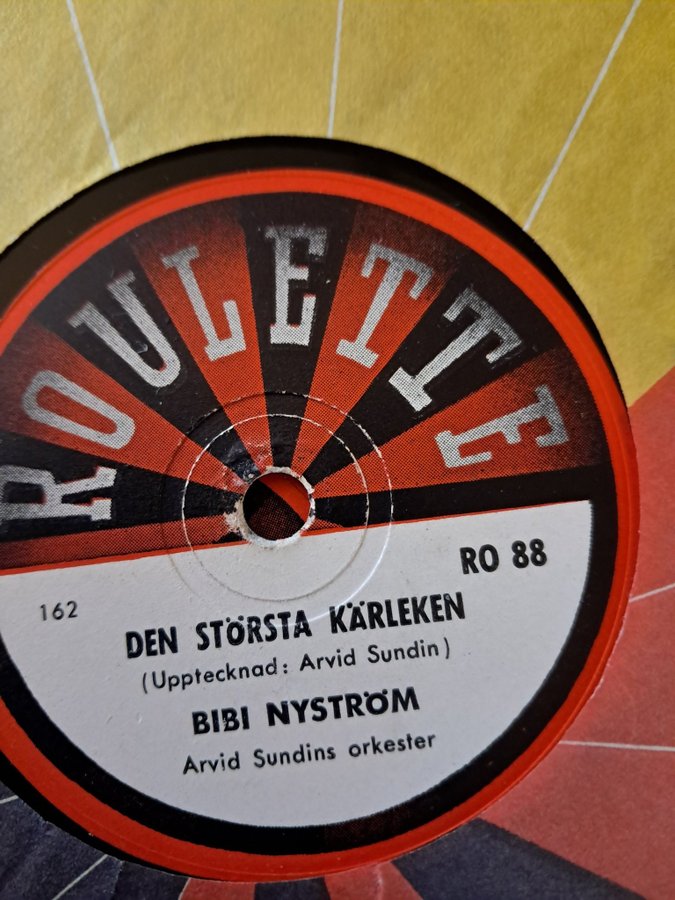 ROULETTE
RO 88
162
DEN STÖRSTA KÄRLEKEN
(Upptecknad: Arvid Sundin)
BIBI NYSTRÖM
Arvid Sundins orkester